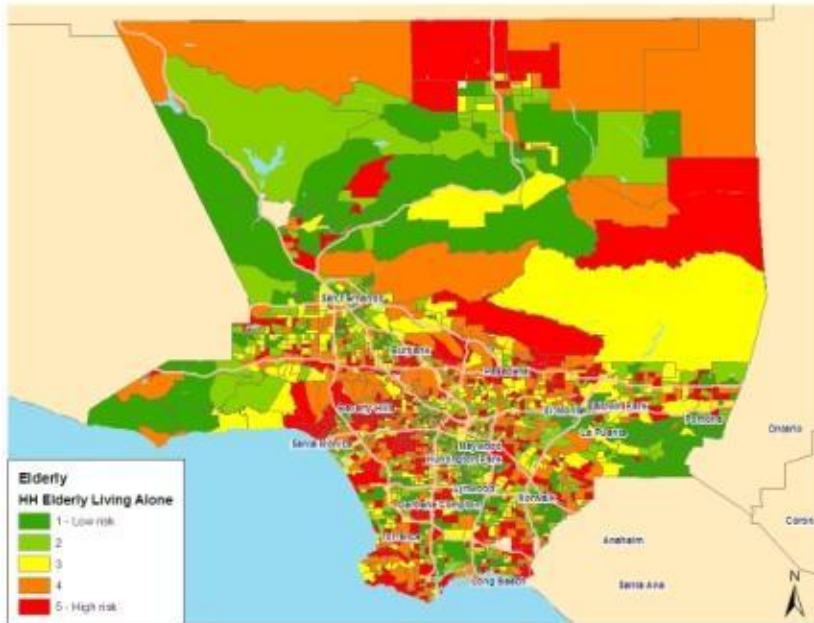 San Fernando
Burbank
Pasadena
Beverly Hills
El Monte
Baldwin Park
Pomona
Santa Monica
La Puente
Maywood
Huntington Park
Ontario
Lynwood
Norwalk
Gardena Compton
Torrance
Anaheim
Coron
Long Beach
Santa Ana
Elderly
HH Elderly Living Alone
1 - Low risk
2
3
4
5 - High risk
N